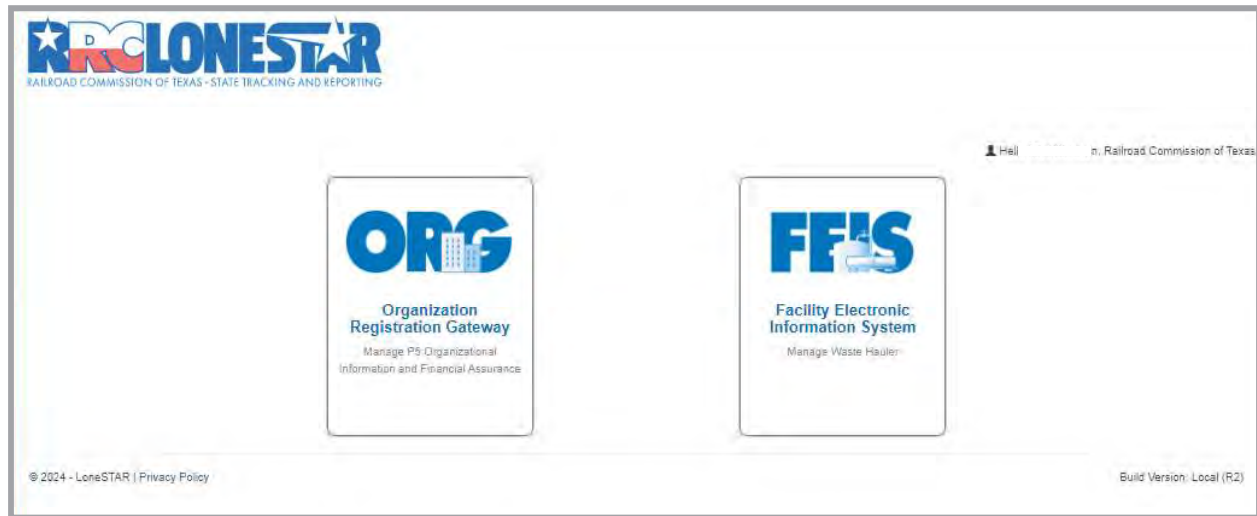 RRC LONESTAR
RAILROAD COMMISSION OF TEXAS - STATE TRACKING AND REPORTING
Hell n, Railroad Commission of Texas
ORG
Organization
Registration Gateway
Manage P5 Organizational
Information and Financial Assurance
FEIS
Facility Electronic
Information System
Manage Waste Hauler
© 2024 - LoneSTAR | Privacy Policy
Build Version: Local (R2)